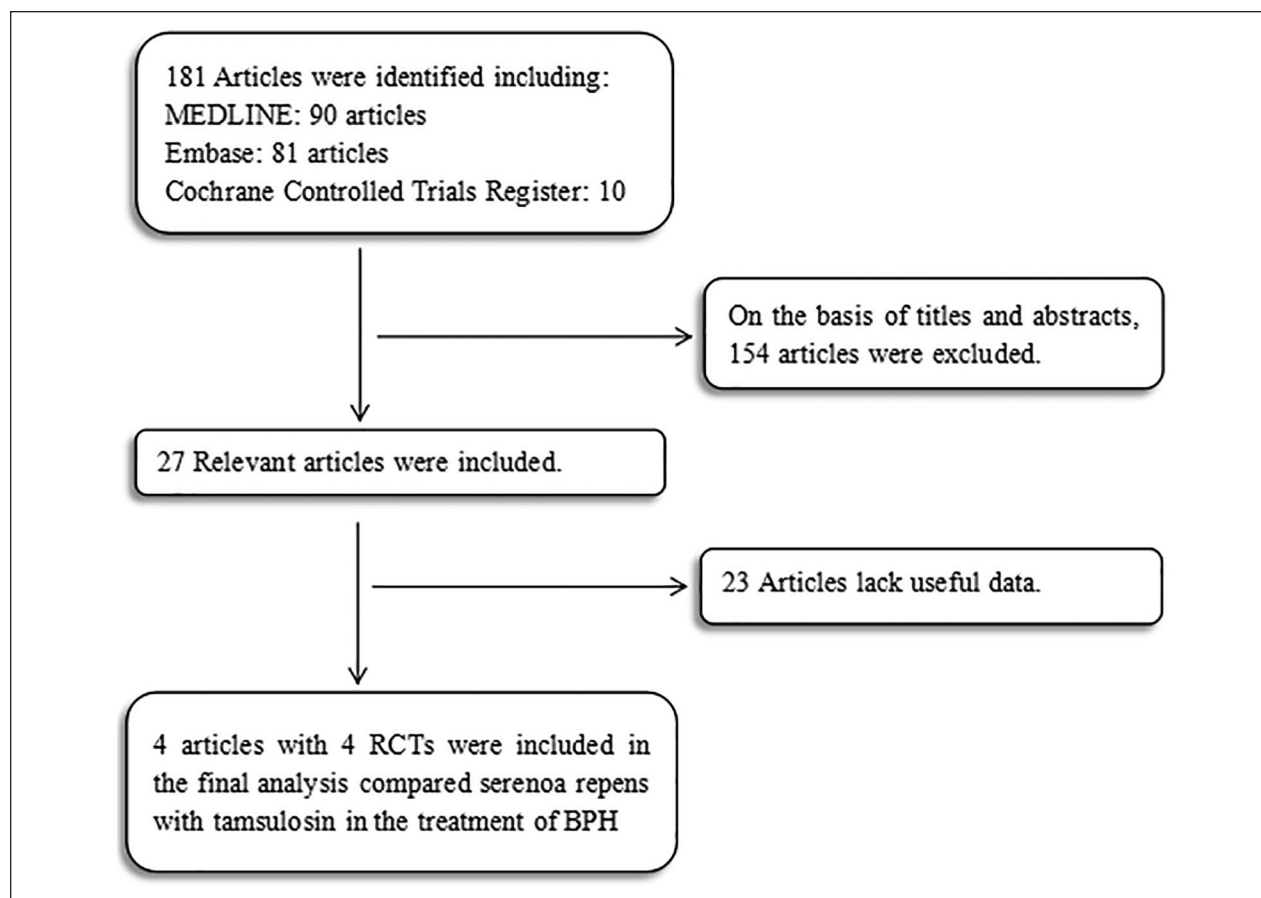 181 Articles were identified including:
MEDLINE: 90 articles
Embase: 81 articles
Cochrane Controlled Trials Register: 10
On the basis of titles and abstracts,
154 articles were excluded.
27 Relevant articles were included.
23 Articles lack useful data.
4 articles with 4 RCTs were included in
the final analysis compared serenoa repens
with tamsulosin in the treatment of BPH